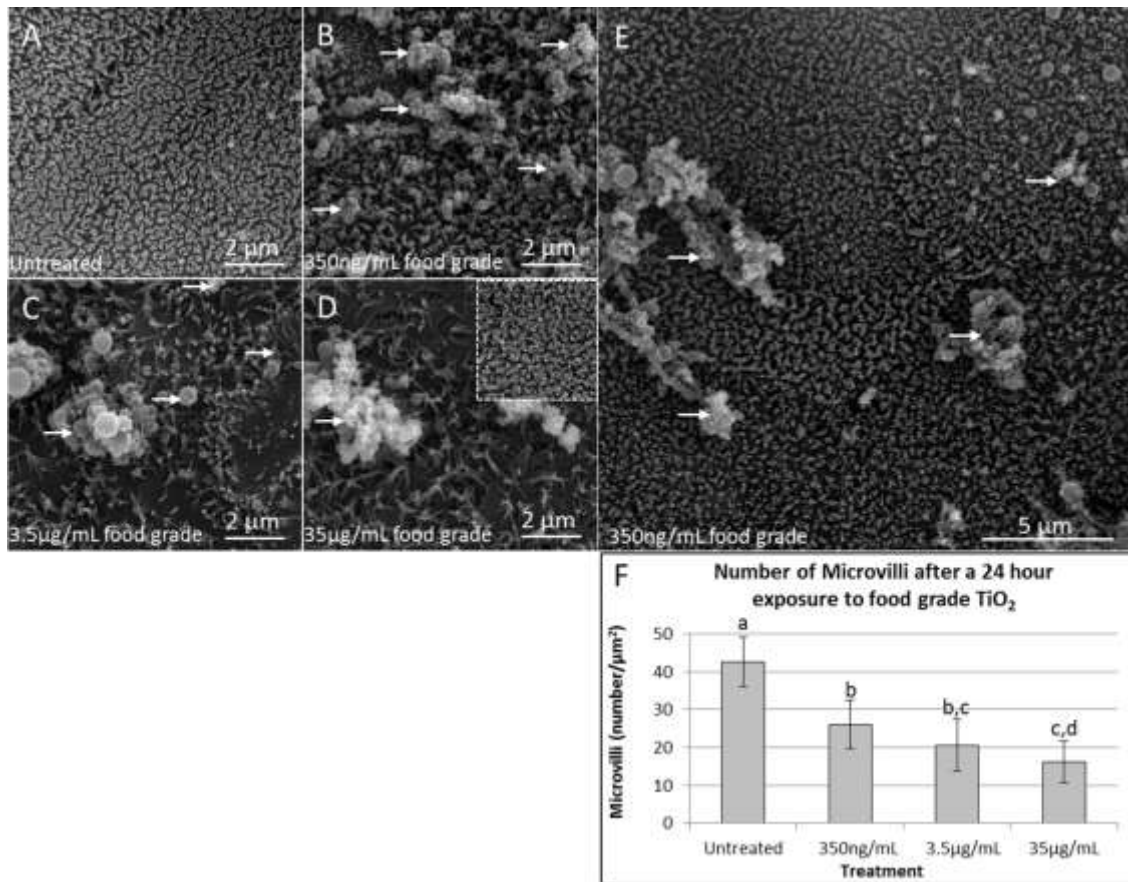 A
Untreated
2 µm
B
350ng/mL food grade
2 µm
C
3.5µg/mL food grade
2 µm
D
35µg/mL food grade
2 µm
E
350ng/mL food grade
5 µm
F
Number of Microvilli after a 24 hour
exposure to food grade TiO₂
Microvilli (number/µm²)
50
40
30
20
10
0
a
b
b,c
c,d
Untreated
350ng/mL
3.5µg/mL
35µg/mL
Treatment